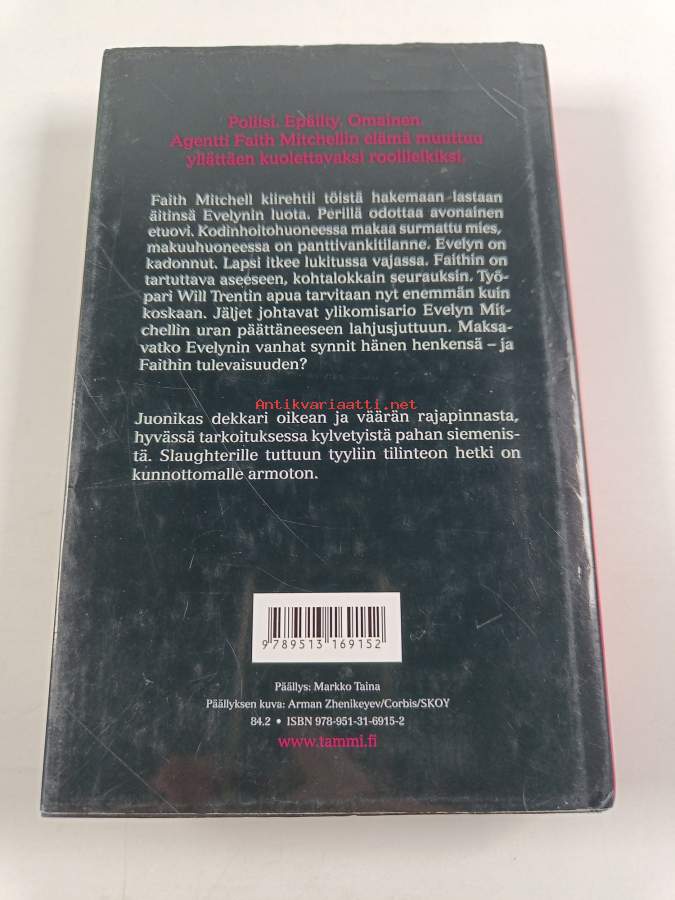 Poliisi. Epäilty. Omainen.
Agentti Faith Mitchellin elämä muuttuu
yllättäen kuolettavaksi roolileikiksi.
Faith Mitchell kiirehtii töistä hakemaan lastaan
äitinsä Evelynin luota. Perillä odottaa avonainen
etuovi. Kodinhoitohuoneessa makaa surmattu mies,
makuuhuoneessa on panttivankitilanne. Evelyn on
kadonnut. Lapsi itkee lukitussa vajassa. Faithin on
tartuttava aseeseen, kohtalokkain seurauksin. Työ-
pari Will Trentin apua tarvitaan nyt enemmän kuin
koskaan. Jäljet johtavat ylikomisario Evelyn Mit-
chellin uran päättäneeseen lahjusjuttuun. Maksa-
vatko Evelynin vanhat synnit hänen henkensä – ja
Faithin tulevaisuuden?
Antikvariaatti.net
Juonikas dekkari oikean ja väärän rajapinnasta,
hyvässä tarkoituksessa kylvetyistä pahan siemenis-
tä. Slaughterille tuttuun tyyliin tilinteon hetki on
kunnottomalle armoton.
9 789513 169152
Päällys: Markko Taina
Päällyksen kuva: Arman Zhenikeyev/Corbis/SKOY
84.2 • ISBN 978-951-31-6915-2
www.tammi.fi